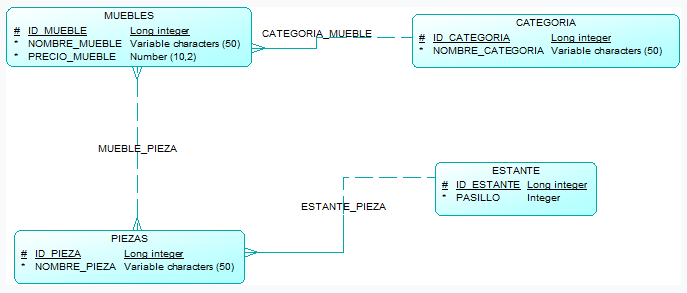 MUEBLES
# ID_MUEBLE Long integer
* NOMBRE_MUEBLE Variable characters (50)
* PRECIO_MUEBLE Number (10,2)
CATEGORIA_MUEBLE
CATEGORIA
# ID_CATEGORIA Long integer
* NOMBRE_CATEGORIA Variable characters (50)
MUEBLE_PIEZA
ESTANTE
# ID_ESTANTE Long integer
* PASILLO Integer
ESTANTE_PIEZA
PIEZAS
# ID_PIEZA Long integer
* NOMBRE_PIEZA Variable characters (50)